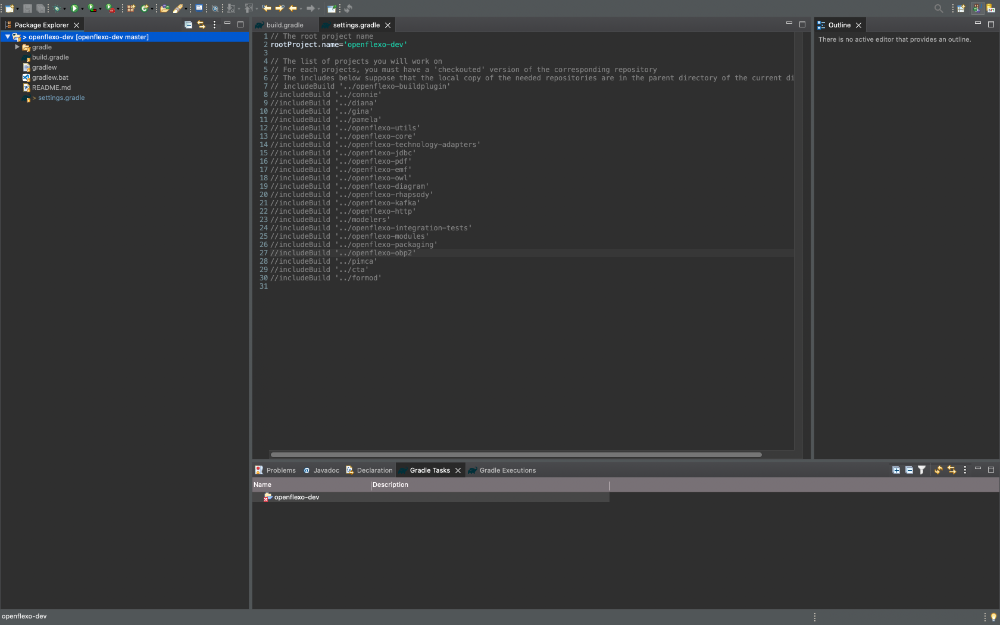 Package Explorer
> openflexo-dev [openflexo-dev master]
gradle
build.gradle
gradlew
gradlew.bat
README.md
> settings.gradle
build.gradle
settings.gradle
1 // The root project name
2 rootProject.name='openflexo-dev'
3
4 // The list of projects you will work on
5 // For each projects, you must have a 'checkouted' version of the corresponding repository
6 // The includes below suppose that the local copy of the needed repositories are in the parent directory of the current di
7 // includeBuild '../openflexo-buildplugin'
8 //includeBuild '../connie'
9 //includeBuild '../diana'
10 //includeBuild '../gina'
11 //includeBuild '../pamela'
12 //includeBuild '../openflexo-utils'
13 //includeBuild '../openflexo-core'
14 //includeBuild '../openflexo-technology-adapters'
15 //includeBuild '../openflexo-jdbc'
16 //includeBuild '../openflexo-pdf'
17 //includeBuild '../openflexo-emf'
18 //includeBuild '../openflexo-owl'
19 //includeBuild '../openflexo-diagram'
20 //includeBuild '../openflexo-rhapsody'
21 //includeBuild '../openflexo-kafka'
22 //includeBuild '../openflexo-http'
23 //includeBuild '../modelers'
24 //includeBuild '../openflexo-integration-tests'
25 //includeBuild '../openflexo-modules'
26 //includeBuild '../openflexo-packaging'
27 //includeBuild '../openflexo-obp2'
28 //includeBuild '../pimca'
29 //includeBuild '../cta'
30 //includeBuild '../formod'
31
Outline
There is no active editor that provides an outline.
Problems
Javadoc
Declaration
Gradle Tasks
Gradle Executions
Name
Description
openflexo-dev
openflexo-dev